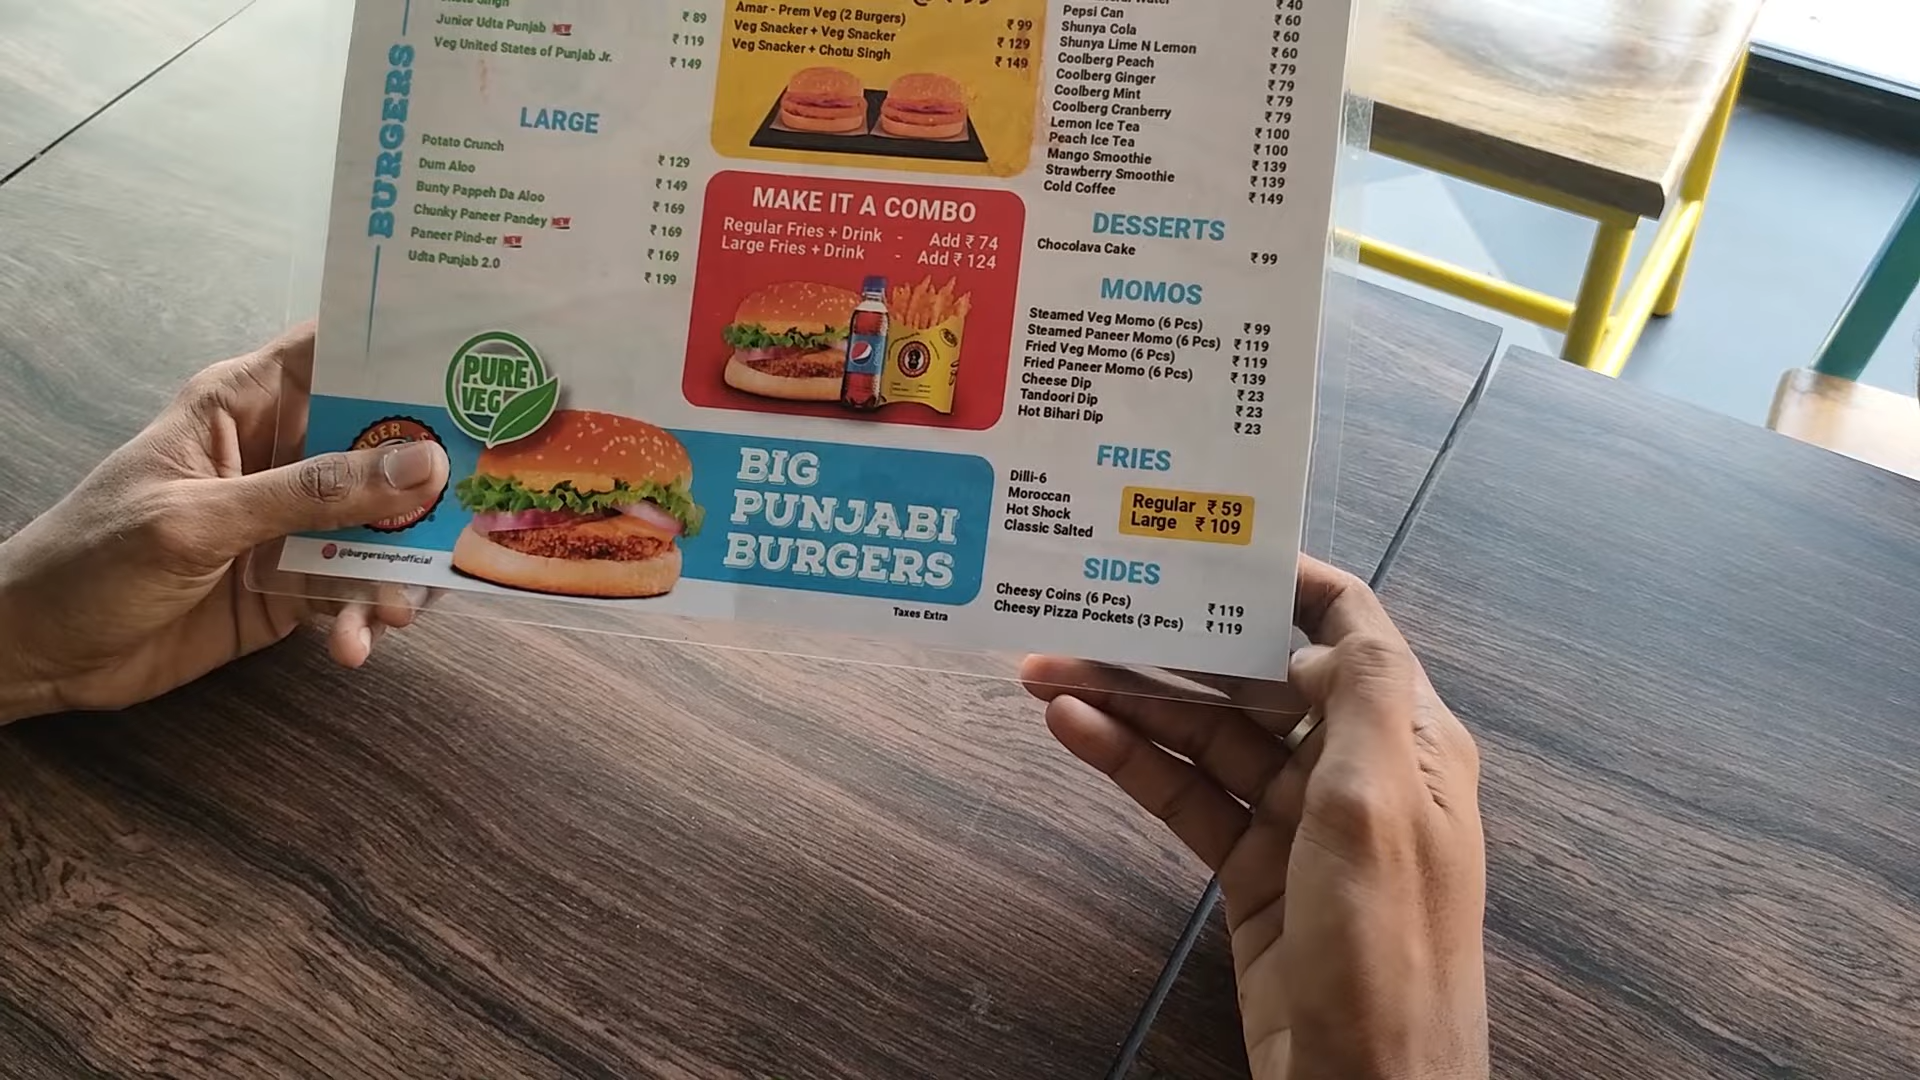 BURGERS
Junior Udta Punjab NEW
₹ 89
Veg United States of Punjab Jr.
₹ 119
₹ 149
LARGE
Potato Crunch
₹ 129
Dum Aloo
₹ 149
Bunty Pappeh Da Aloo
₹ 169
Chunky Paneer Pandey NEW
₹ 169
Paneer Pind-er NEW
₹ 169
Udta Punjab 2.0
₹ 199
PURE
VEG
IN INDIA
@burgersinghofficial
Amar - Prem Veg (2 Burgers)
₹ 99
Veg Snacker + Veg Snacker
₹ 129
Veg Snacker + Chotu Singh
₹ 149
MAKE IT A COMBO
Regular Fries + Drink - Add ₹ 74
Large Fries + Drink - Add ₹ 124
BIG
PUNJABI
BURGERS
Taxes Extra
Water
₹ 40
Pepsi Can
₹ 60
Shunya Cola
₹ 60
Shunya Lime N Lemon
₹ 60
Coolberg Peach
₹ 79
Coolberg Ginger
₹ 79
Coolberg Mint
₹ 79
Coolberg Cranberry
₹ 79
Lemon Ice Tea
₹ 100
Peach Ice Tea
₹ 100
Mango Smoothie
₹ 139
Strawberry Smoothie
₹ 139
Cold Coffee
₹ 149
DESSERTS
Chocolava Cake
₹ 99
MOMOS
Steamed Veg Momo (6 Pcs)
₹ 99
Steamed Paneer Momo (6 Pcs)
₹ 119
Fried Veg Momo (6 Pcs)
₹ 119
Fried Paneer Momo (6 Pcs)
₹ 139
Cheese Dip
₹ 23
Tandoori Dip
₹ 23
Hot Bihari Dip
₹ 23
FRIES
Dilli-6
Moroccan
Hot Shock
Classic Salted
Regular ₹ 59
Large ₹ 109
SIDES
Cheesy Coins (6 Pcs)
₹ 119
Cheesy Pizza Pockets (3 Pcs)
₹ 119